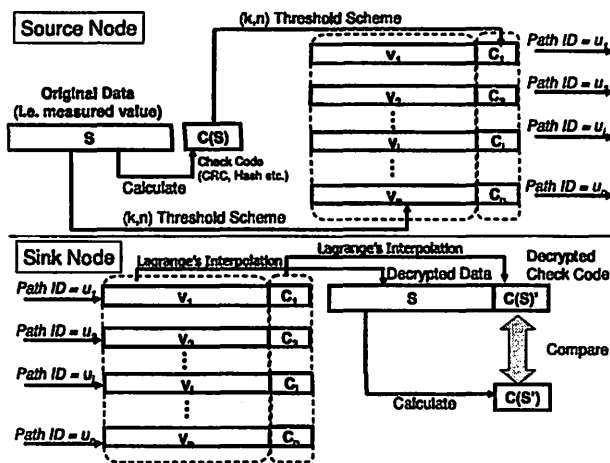 Source Node
(k,n) Threshold Scheme
Original Data
(i.e. measured value)
S
C(S)
Calculate
Check Code
(CRC, Hash etc.)
(k,n) Threshold Scheme
V₁ C₁ Path ID = u₁
V₂ C₂ Path ID =
Vᵢ Cᵢ Path ID = uᵢ
Vₙ Cₙ Path ID = uₙ
Sink Node
Lagrange's Interpolation
Lagrange's Interpolation
Decrypted Data
Decrypted
Check Code
Path ID = u₁ V₁ C₁
Path ID = V₂ C₂
Path ID = uᵢ Vᵢ Cᵢ
Path ID = uₙ Vₙ Cₙ
S
C(S)'
Compare
Calculate
C(S')